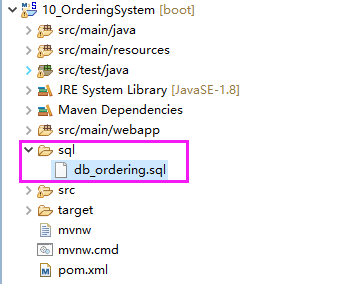 10_OrderingSystem [boot]
src/main/java
src/main/resources
src/test/java
JRE System Library [JavaSE-1.8]
Maven Dependencies
src/main/webapp
sql
db_ordering.sql
src
target
mvnw
mvnw.cmd
pom.xml